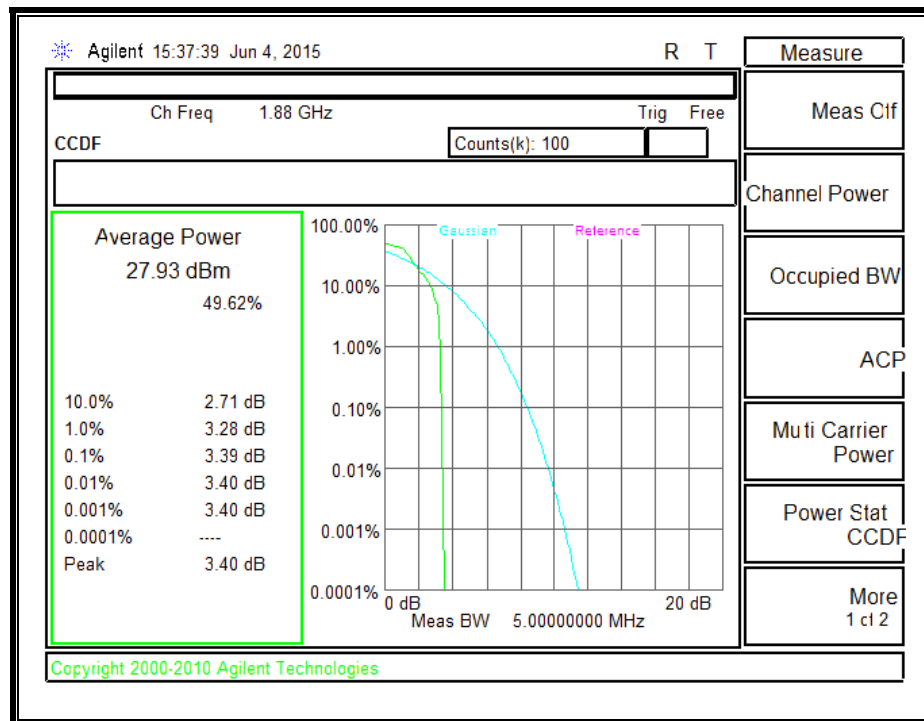 Agilent 15:37:39 Jun 4, 2015 R T
Measure
Ch Freq 1.88 GHz Trig Free
CCDF Counts(k): 100
Meas Off
Channel Power
Occupied BW
ACP
Multi Carrier
Power
Power Stat
CCDF
More
1 of 2
Average Power
27.93 dBm
49.62%
10.0% 2.71 dB
1.0% 3.28 dB
0.1% 3.39 dB
0.01% 3.40 dB
0.001% 3.40 dB
0.0001% ----
Peak 3.40 dB
Gaussian Reference
100.00%
10.00%
1.00%
0.10%
0.01%
0.001%
0.0001%
0 dB 20 dB
Meas BW 5.00000000 MHz
Copyright 2000-2010 Agilent Technologies